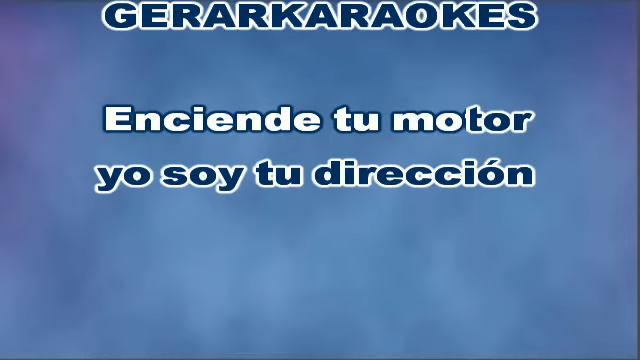 GERARKARAOKES
Enciende tu motor
yo soy tu dirección